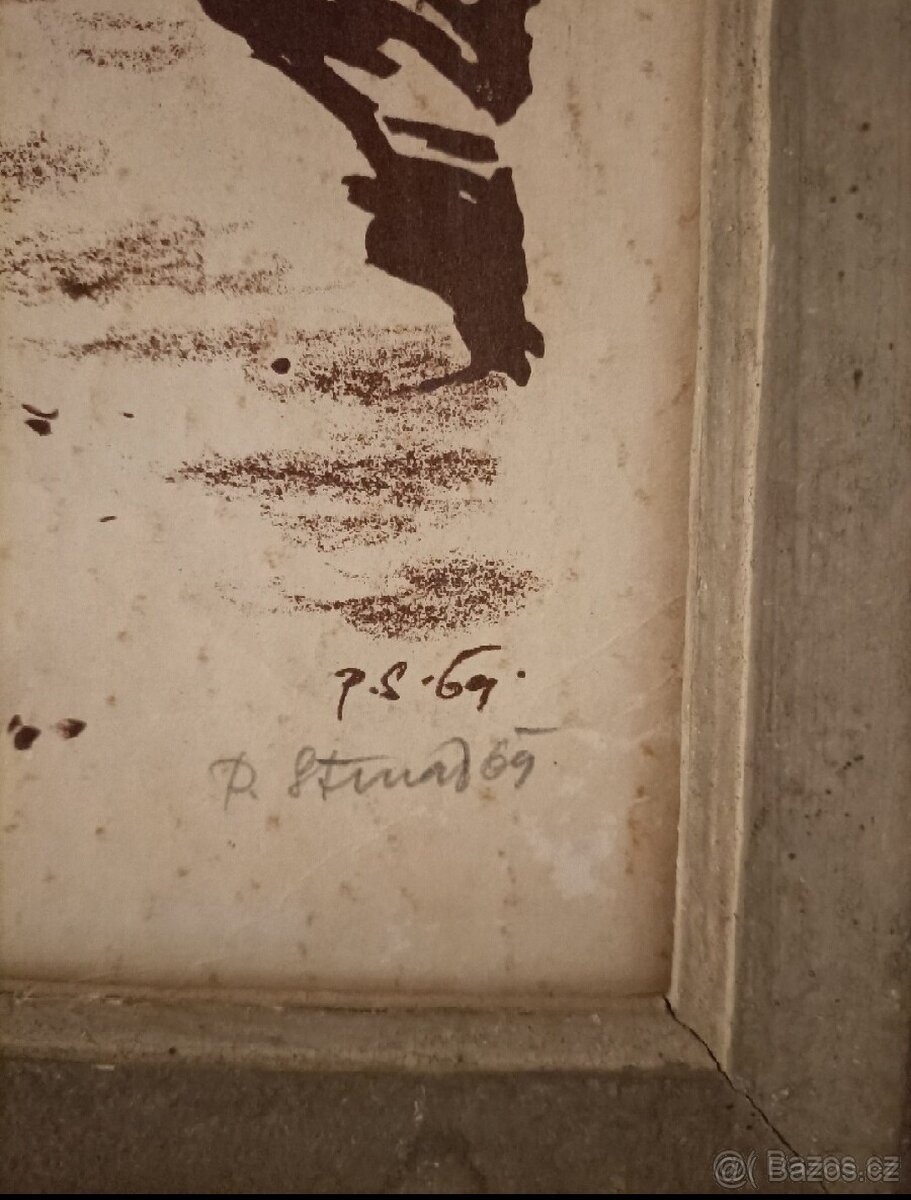 P.S. 69.
P. Strnad 69
@( Bazos.cz